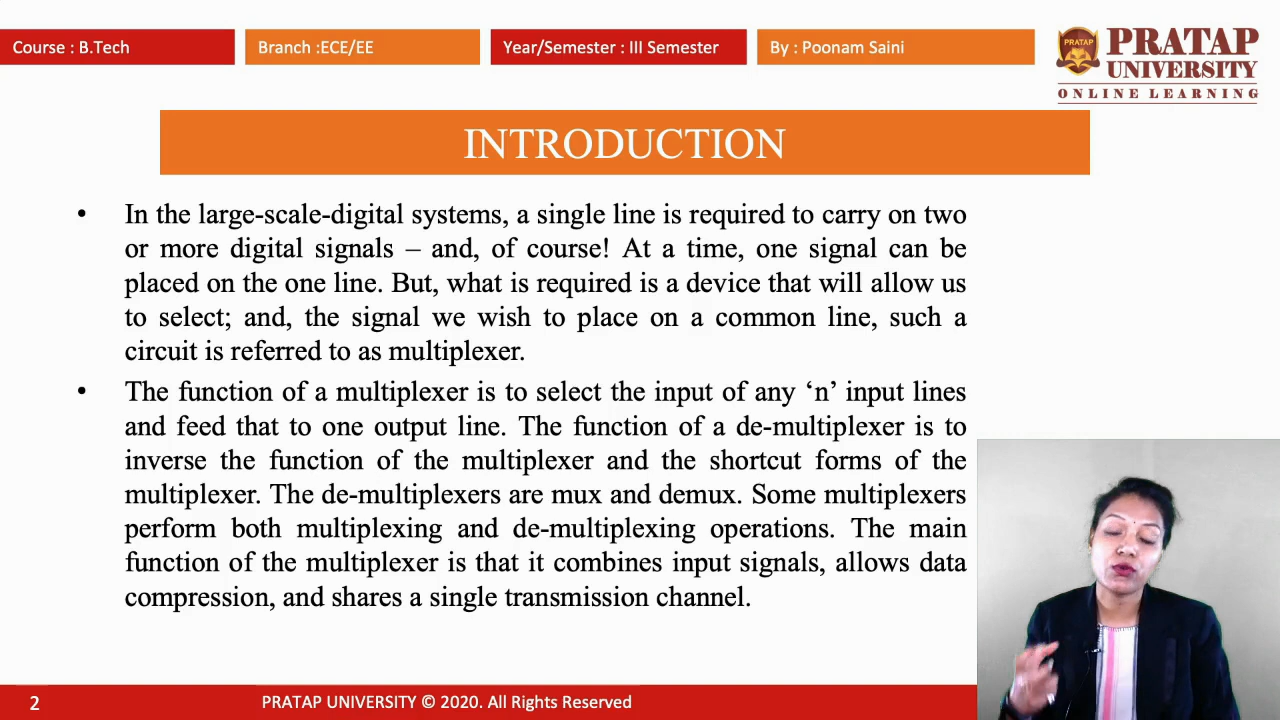 Course : B.Tech
Branch :ECE/EE
Year/Semester : III Semester
By : Poonam Saini
PRATAP
PRATAP
UNIVERSITY
ONLINE LEARNING
INTRODUCTION
• In the large-scale-digital systems, a single line is required to carry on two
or more digital signals – and, of course! At a time, one signal can be
placed on the one line. But, what is required is a device that will allow us
to select; and, the signal we wish to place on a common line, such a
circuit is referred to as multiplexer.
• The function of a multiplexer is to select the input of any ‘n’ input lines
and feed that to one output line. The function of a de-multiplexer is to
inverse the function of the multiplexer and the shortcut forms of the
multiplexer. The de-multiplexers are mux and demux. Some multiplexers
perform both multiplexing and de-multiplexing operations. The main
function of the multiplexer is that it combines input signals, allows data
compression, and shares a single transmission channel.
2
PRATAP UNIVERSITY © 2020. All Rights Reserved